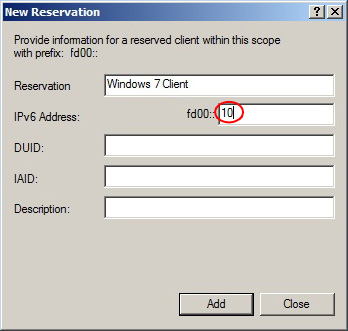 New Reservation
Provide information for a reserved client within this scope
with prefix: fd00::
Reservation Windows 7 Client
IPv6 Address: fd00:: 10
DUID:
IAID:
Description:
Add Close